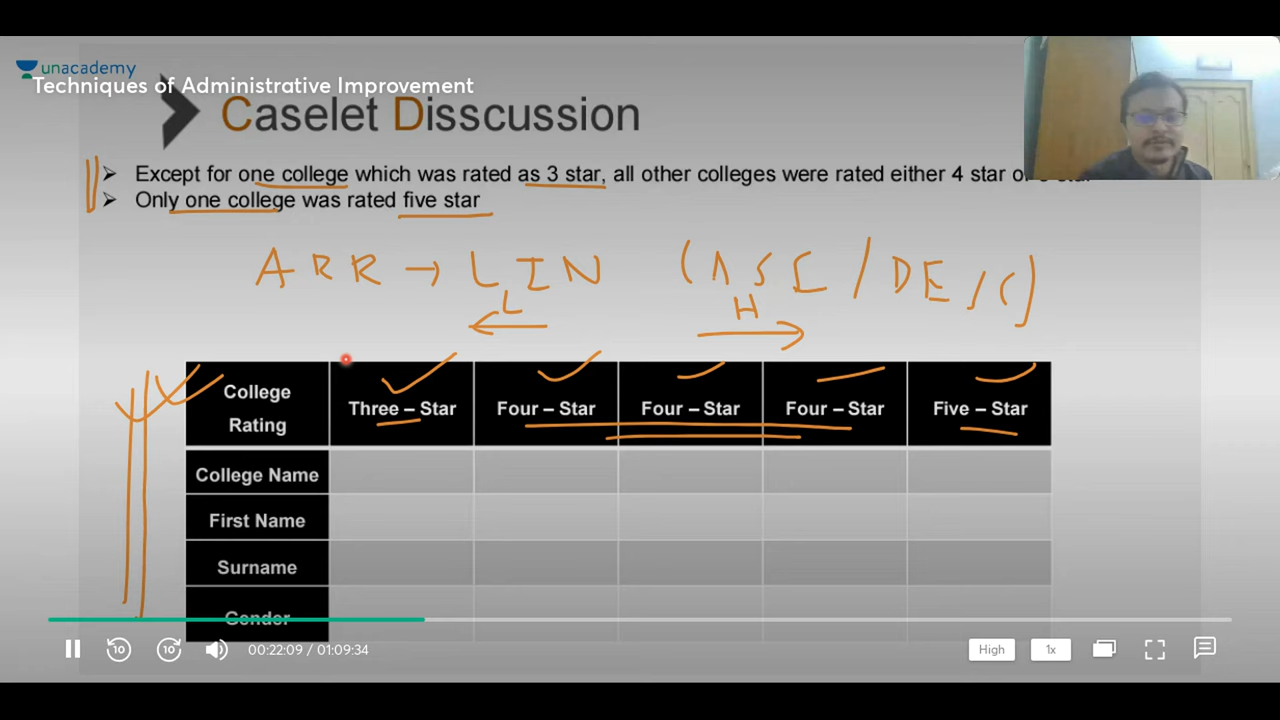 unacademy
Techniques of Administrative Improvement
Caselet Disscussion
Except for one college which was rated as 3 star, all other colleges were rated either 4 star or
Only one college was rated five star
ARR → LIN (ASC / DESC)
L H
College Rating Three – Star Four – Star Four – Star Four – Star Five – Star
College Name
First Name
Surname
Gender
10 10 00:22:09 / 01:09:34 High 1x